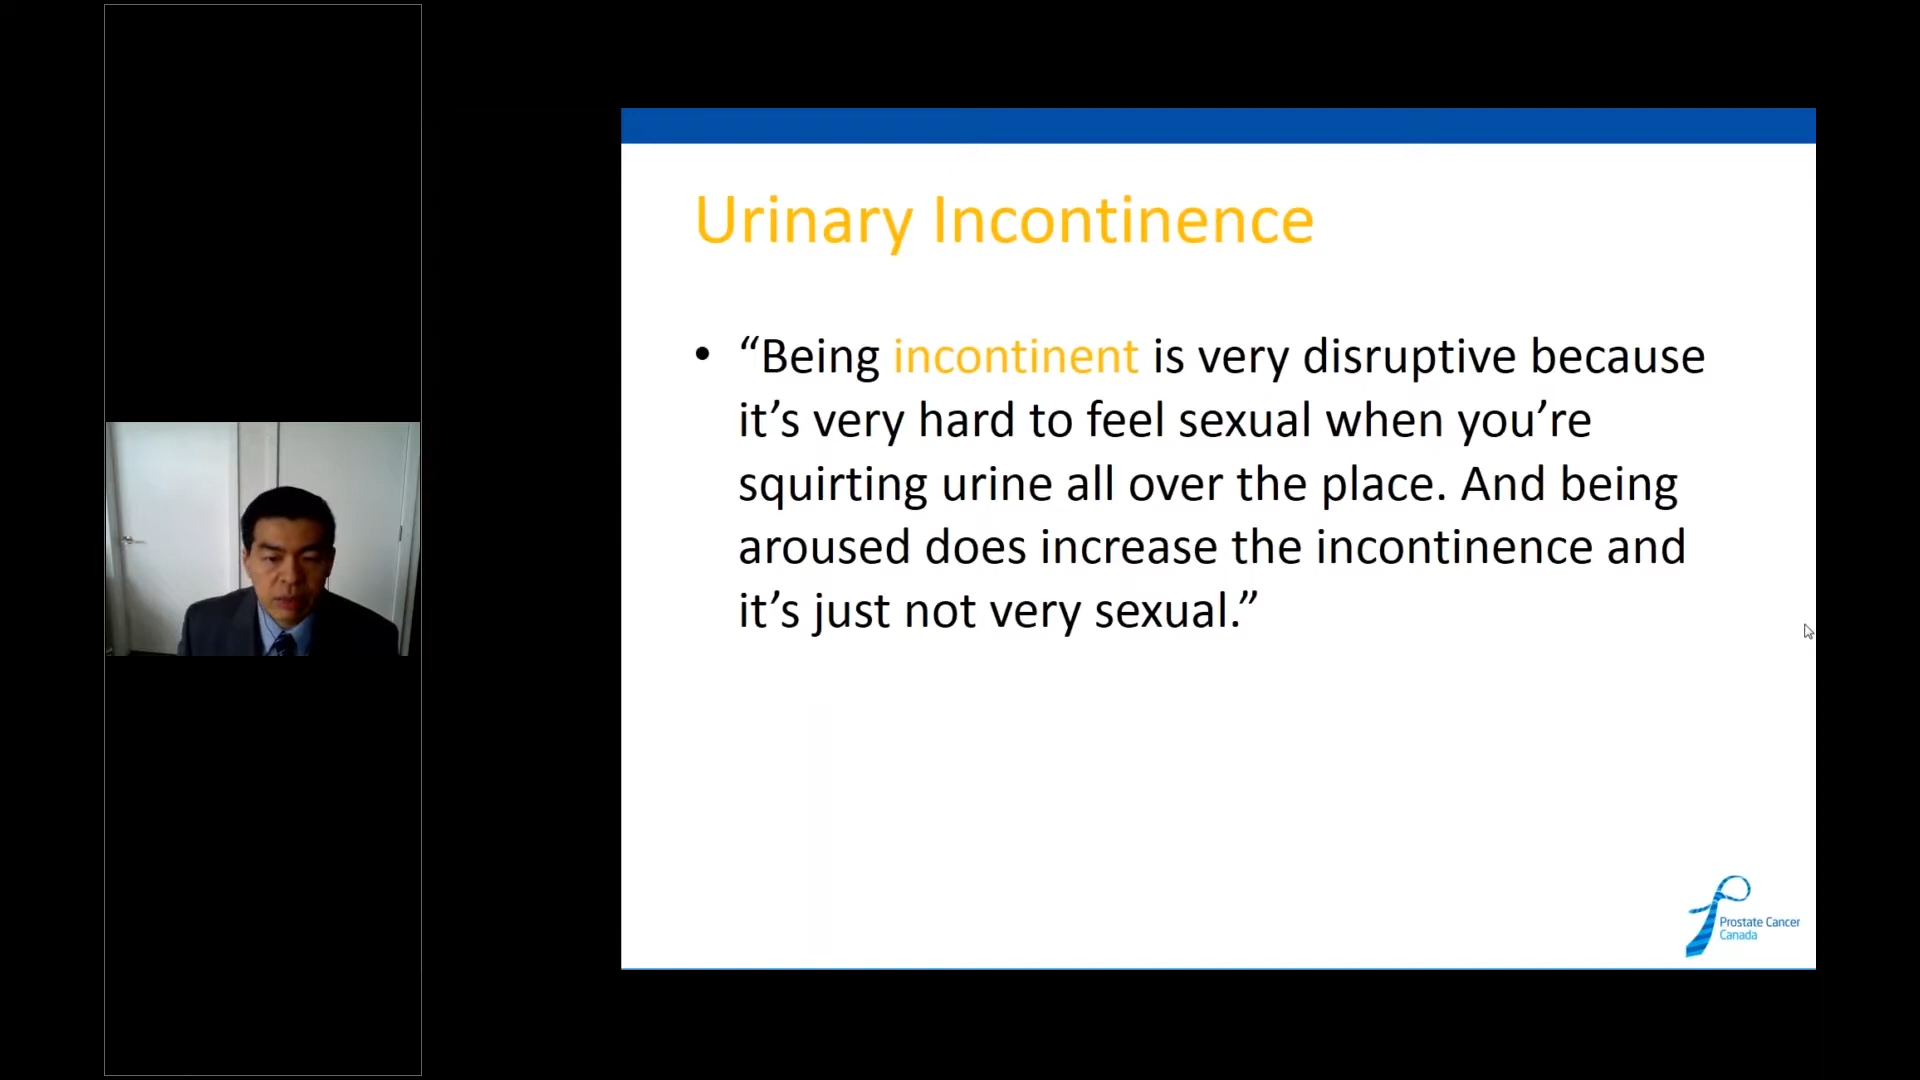 Urinary Incontinence
• “Being incontinent is very disruptive because
it’s very hard to feel sexual when you’re
squirting urine all over the place. And being
aroused does increase the incontinence and
it’s just not very sexual.”
Prostate Cancer
Canada